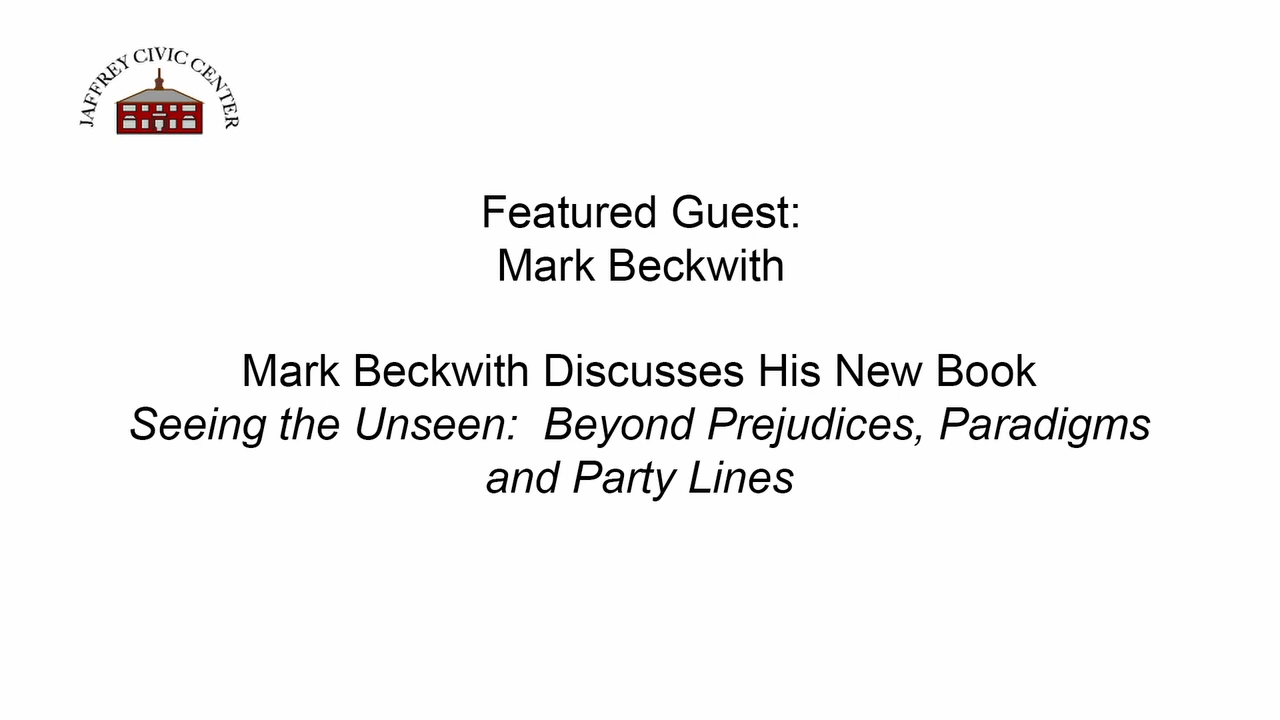 JAFFREY CIVIC CENTER
Featured Guest:
Mark Beckwith
Mark Beckwith Discusses His New Book
Seeing the Unseen:  Beyond Prejudices, Paradigms
and Party Lines